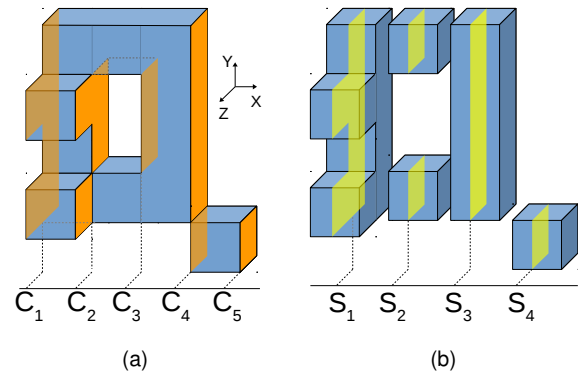 Y
X
Z
C₁ C₂ C₃ C₄ C₅
S₁ S₂ S₃ S₄
(a)
(b)